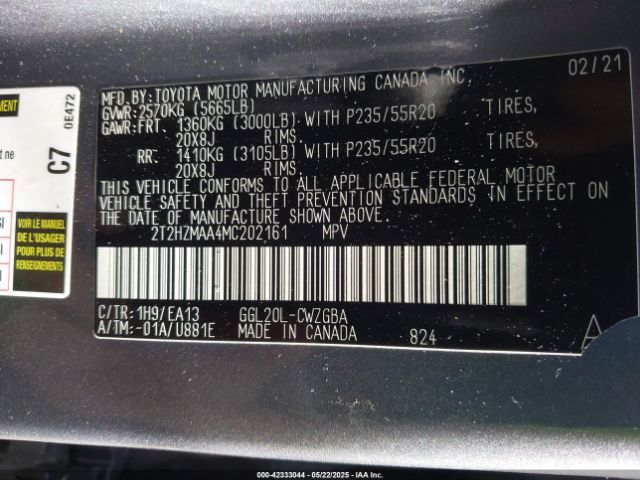 MFD.BY:TOYOTA MOTOR MANUFACTURING CANADA INC. 02/21
GVWR:2570KG (5665LB)
GAWR:FRT. 1360KG (3000LB) WITH P235/55R20 TIRES,
20X8J RIMS.
RR. 1410KG (3105LB) WITH P235/55R20 TIRES,
20X8J RIMS.
THIS VEHICLE CONFORMS TO ALL APPLICABLE FEDERAL MOTOR
VEHICLE SAFETY AND THEFT PREVENTION STANDARDS IN EFFECT ON
THE DATE OF MANUFACTURE SHOWN ABOVE.
2T2HZMAA4MC202161 MPV
C/TR:1H9/EA13 GGL20L-CWZGBA
A/TM:-01A/U881E MADE IN CANADA 824 A
0E472
C7
t ne
VOIR LE MANUEL
DE L'USAGER
POUR PLUS DE
RENSEIGNEMENTS
000-42333044 - 05/22/2025 - IAA Inc.